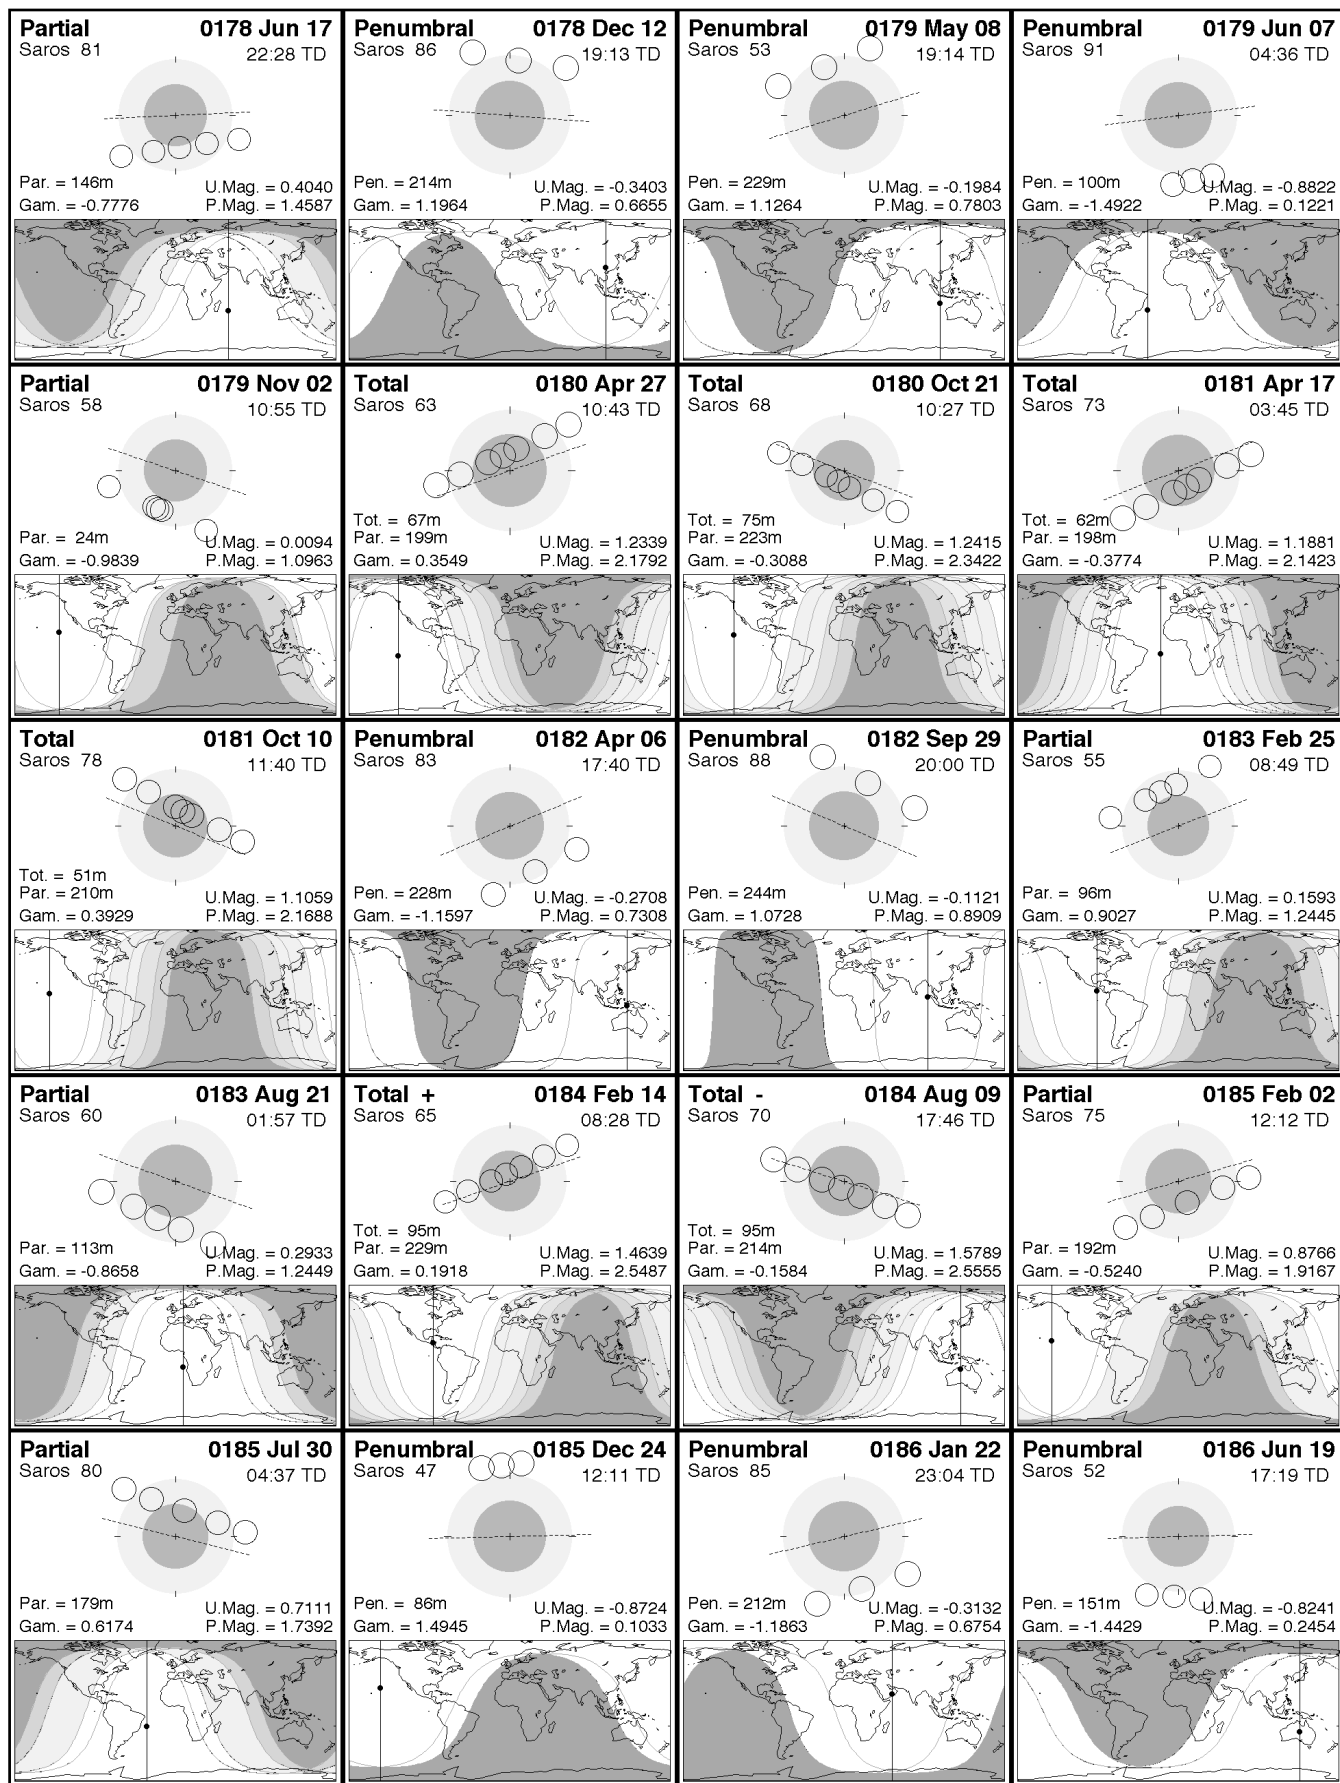 Partial 0178 Jun 17
Saros 81 22:28 TD
Par. = 146m U.Mag. = 0.4040
Gam. = -0.7776 P.Mag. = 1.4587
Penumbral 0178 Dec 12
Saros 86 19:13 TD
Pen. = 214m U.Mag. = -0.3403
Gam. = 1.1964 P.Mag. = 0.6655
Penumbral 0179 May 08
Saros 53 19:14 TD
Pen. = 229m U.Mag. = -0.1984
Gam. = 1.1264 P.Mag. = 0.7803
Penumbral 0179 Jun 07
Saros 91 04:36 TD
Pen. = 100m U.Mag. = -0.8822
Gam. = -1.4922 P.Mag. = 0.1221
Partial 0179 Nov 02
Saros 58 10:55 TD
Par. = 24m U.Mag. = 0.0094
Gam. = -0.9839 P.Mag. = 1.0963
Total 0180 Apr 27
Saros 63 10:43 TD
Tot. = 67m
Par. = 199m U.Mag. = 1.2339
Gam. = 0.3549 P.Mag. = 2.1792
Total 0180 Oct 21
Saros 68 10:27 TD
Tot. = 75m
Par. = 223m U.Mag. = 1.2415
Gam. = -0.3088 P.Mag. = 2.3422
Total 0181 Apr 17
Saros 73 03:45 TD
Tot. = 62m
Par. = 198m U.Mag. = 1.1881
Gam. = -0.3774 P.Mag. = 2.1423
Total 0181 Oct 10
Saros 78 11:40 TD
Tot. = 51m
Par. = 210m U.Mag. = 1.1059
Gam. = 0.3929 P.Mag. = 2.1688
Penumbral 0182 Apr 06
Saros 83 17:40 TD
Pen. = 228m U.Mag. = -0.2708
Gam. = -1.1597 P.Mag. = 0.7308
Penumbral 0182 Sep 29
Saros 88 20:00 TD
Pen. = 244m U.Mag. = -0.1121
Gam. = 1.0728 P.Mag. = 0.8909
Partial 0183 Feb 25
Saros 55 08:49 TD
Par. = 96m U.Mag. = 0.1593
Gam. = 0.9027 P.Mag. = 1.2445
Partial 0183 Aug 21
Saros 60 01:57 TD
Par. = 113m U.Mag. = 0.2933
Gam. = -0.8658 P.Mag. = 1.2449
Total + 0184 Feb 14
Saros 65 08:28 TD
Tot. = 95m
Par. = 229m U.Mag. = 1.4639
Gam. = 0.1918 P.Mag. = 2.5487
Total - 0184 Aug 09
Saros 70 17:46 TD
Tot. = 95m
Par. = 214m U.Mag. = 1.5789
Gam. = -0.1584 P.Mag. = 2.5555
Partial 0185 Feb 02
Saros 75 12:12 TD
Par. = 192m U.Mag. = 0.8766
Gam. = -0.5240 P.Mag. = 1.9167
Partial 0185 Jul 30
Saros 80 04:37 TD
Par. = 179m U.Mag. = 0.7111
Gam. = 0.6174 P.Mag. = 1.7392
Penumbral 0185 Dec 24
Saros 47 12:11 TD
Pen. = 86m U.Mag. = -0.8724
Gam. = 1.4945 P.Mag. = 0.1033
Penumbral 0186 Jan 22
Saros 85 23:04 TD
Pen. = 212m U.Mag. = -0.3132
Gam. = -1.1863 P.Mag. = 0.6754
Penumbral 0186 Jun 19
Saros 52 17:19 TD
Pen. = 151m U.Mag. = -0.8241
Gam. = -1.4429 P.Mag. = 0.2454